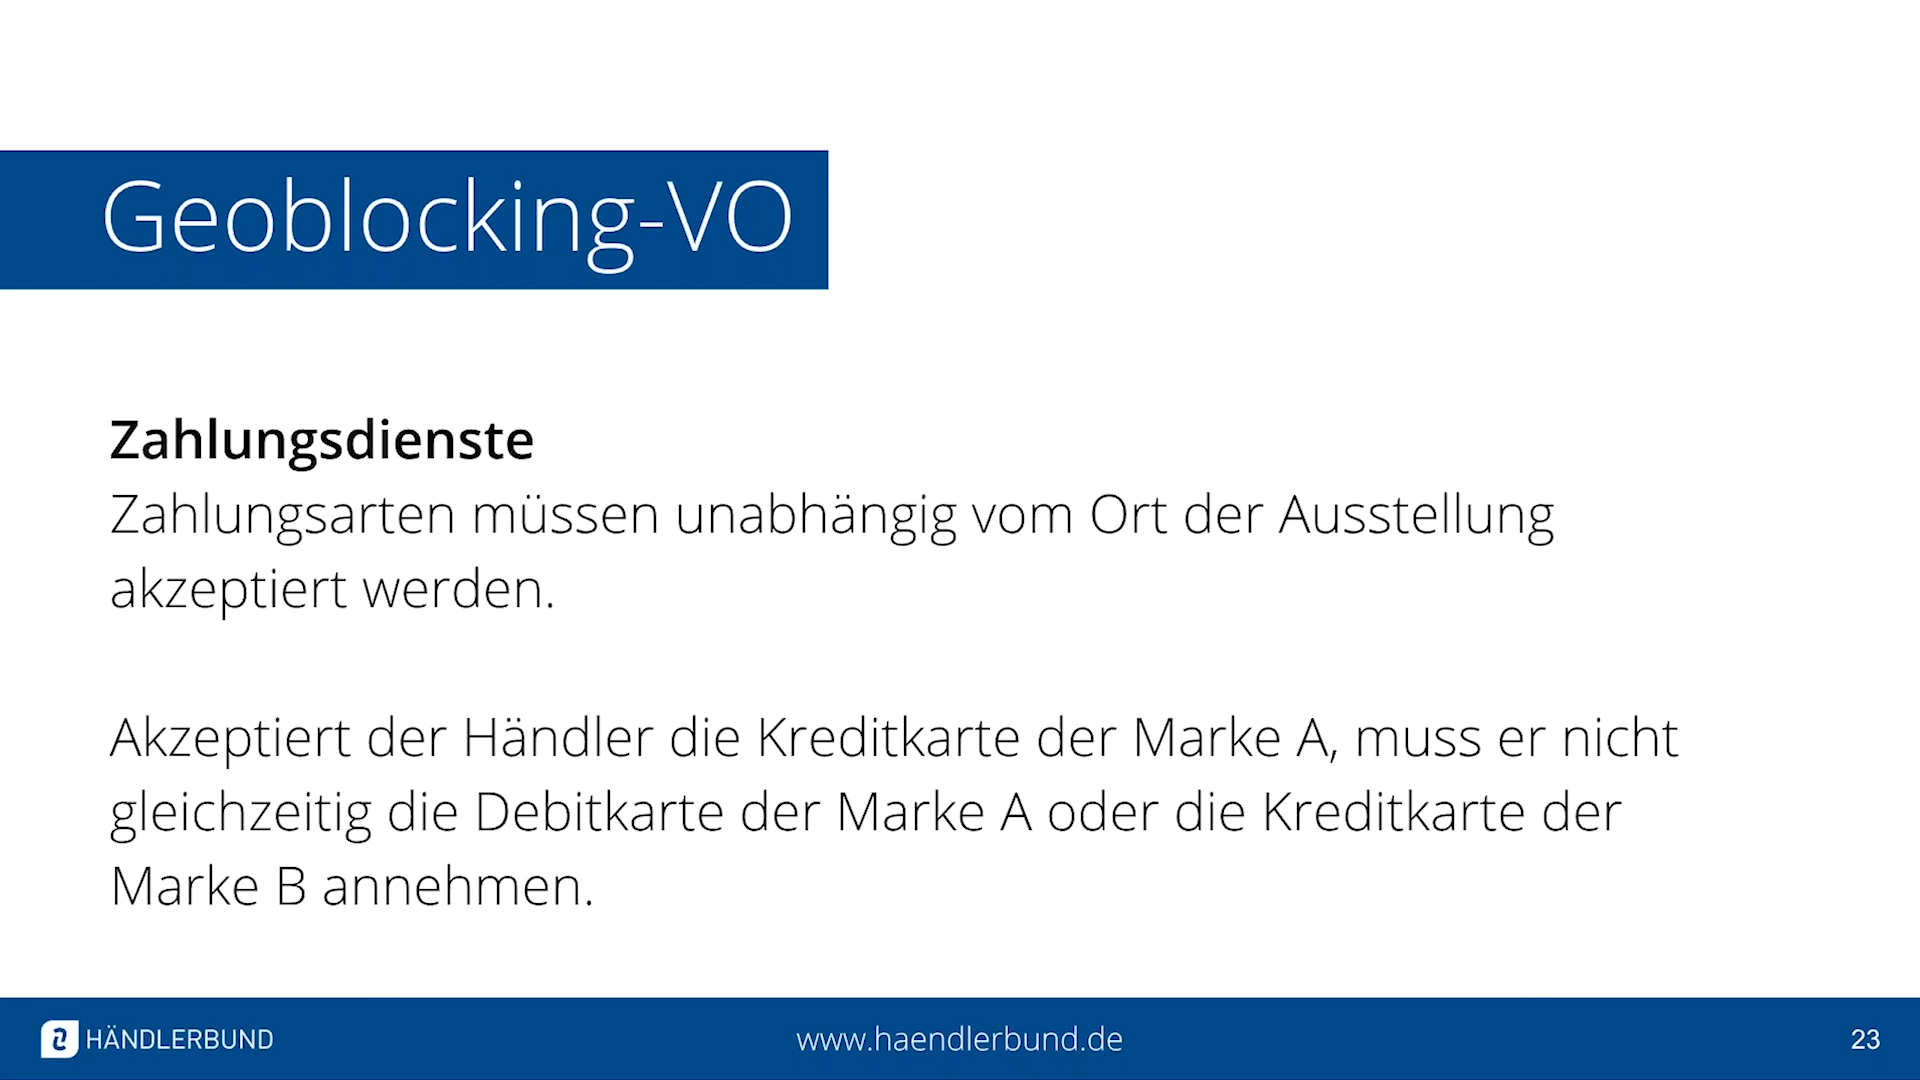 Geoblocking-VO
Zahlungsdienste
Zahlungsarten müssen unabhängig vom Ort der Ausstellung
akzeptiert werden.
Akzeptiert der Händler die Kreditkarte der Marke A, muss er nicht
gleichzeitig die Debitkarte der Marke A oder die Kreditkarte der
Marke B annehmen.
HÄNDLERBUND
www.haendlerbund.de
23